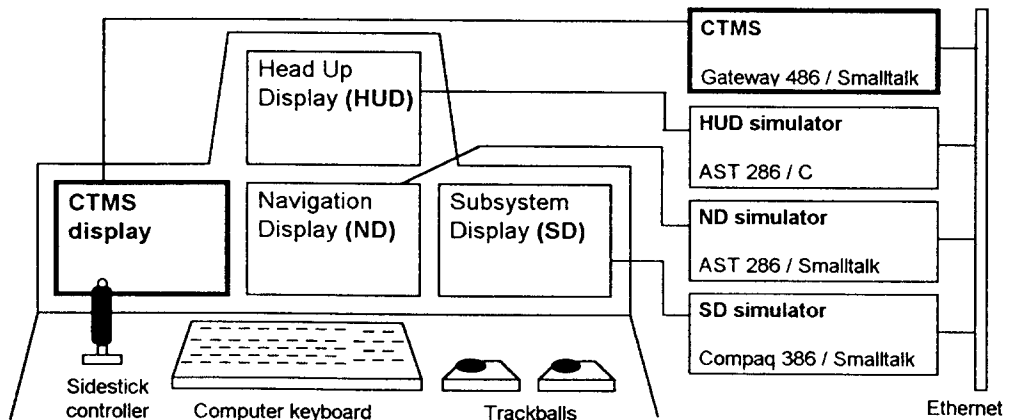 CTMS
Gateway 486 / Smalltalk
Head Up
Display (HUD)
HUD simulator
AST 286 / C
CTMS
display
Navigation
Display (ND)
Subsystem
Display (SD)
ND simulator
AST 286 / Smalltalk
SD simulator
Compaq 386 / Smalltalk
Sidestick
controller
Computer keyboard
Trackballs
Ethernet